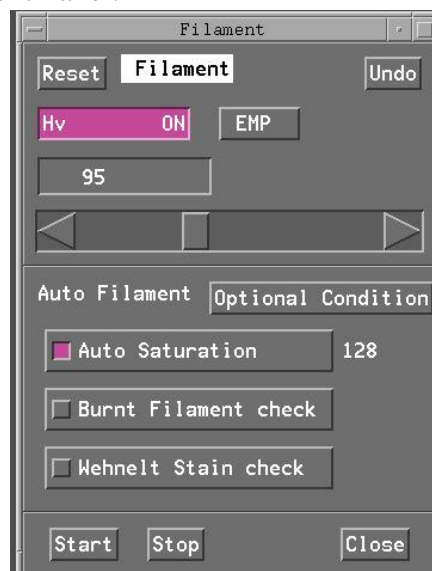 Filament
Reset Filament Undo
Hv ON EMP
95
Auto Filament Optional Condition
Auto Saturation 128
Burnt Filament check
Wehnelt Stain check
Start Stop Close